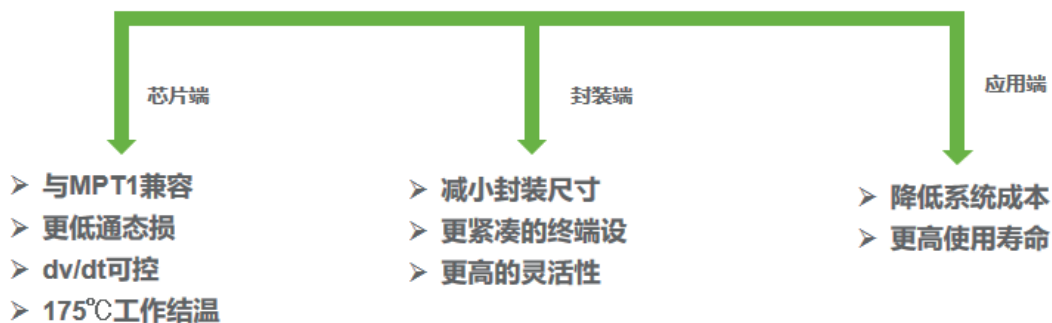 芯片端
与MPT1兼容
更低通态损
dv/dt可控
175℃工作结温
封装端
减小封装尺寸
更紧凑的终端设
更高的灵活性
应用端
降低系统成本
更高使用寿命